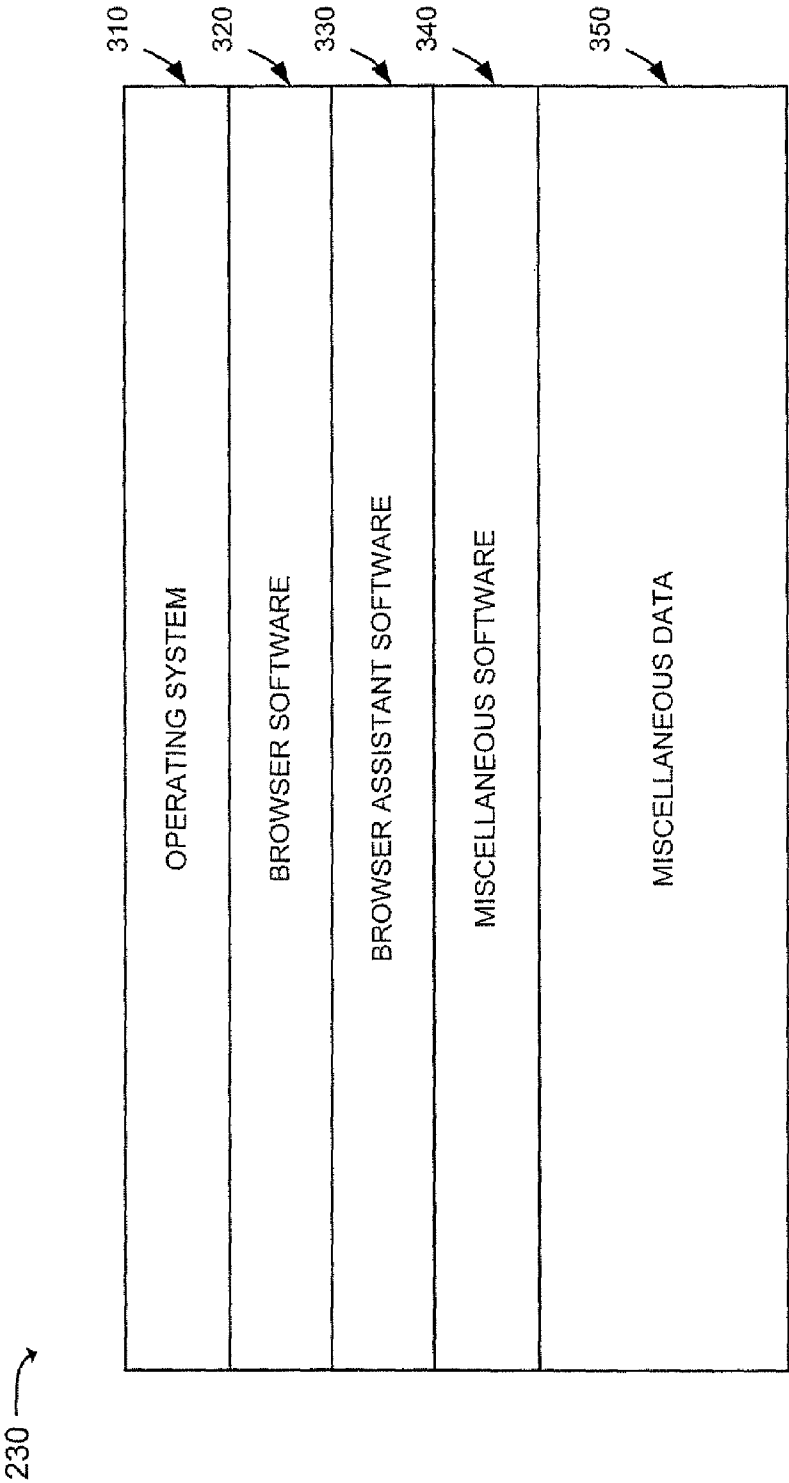 230
OPERATING SYSTEM
310
BROWSER SOFTWARE
320
BROWSER ASSISTANT SOFTWARE
330
MISCELLANEOUS SOFTWARE
340
MISCELLANEOUS DATA
350